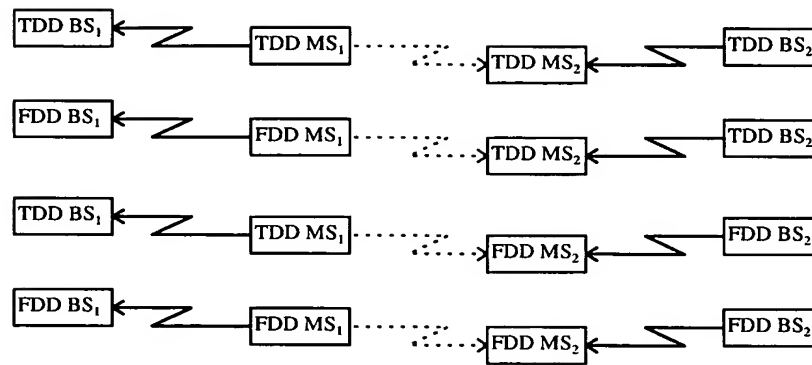 TDD BS₁ TDD MS₁ TDD MS₂ TDD BS₂
FDD BS₁ FDD MS₁ TDD MS₂ TDD BS₂
TDD BS₁ TDD MS₁ FDD MS₂ FDD BS₂
FDD BS₁ FDD MS₁ FDD MS₂ FDD BS₂